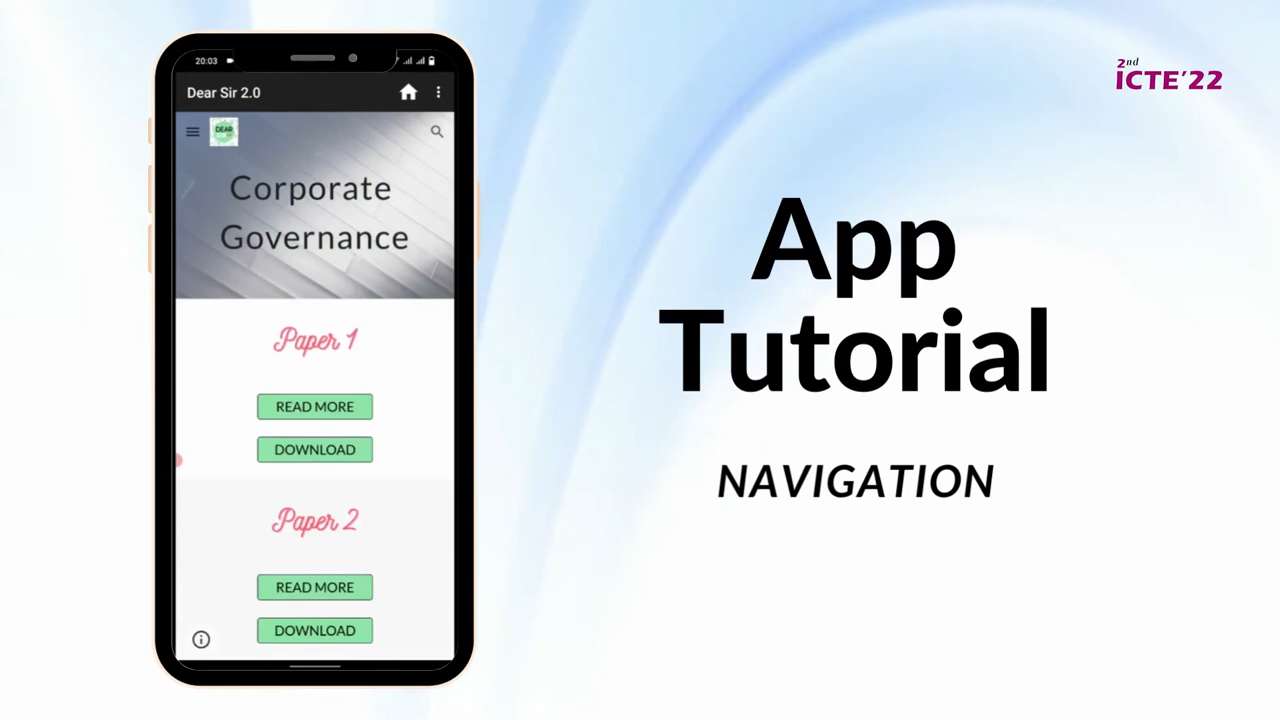 20:03
Dear Sir 2.0
DEAR
Corporate
Governance
Paper 1
READ MORE
DOWNLOAD
Paper 2
READ MORE
DOWNLOAD
2nd
ICTE'22
App
Tutorial
NAVIGATION